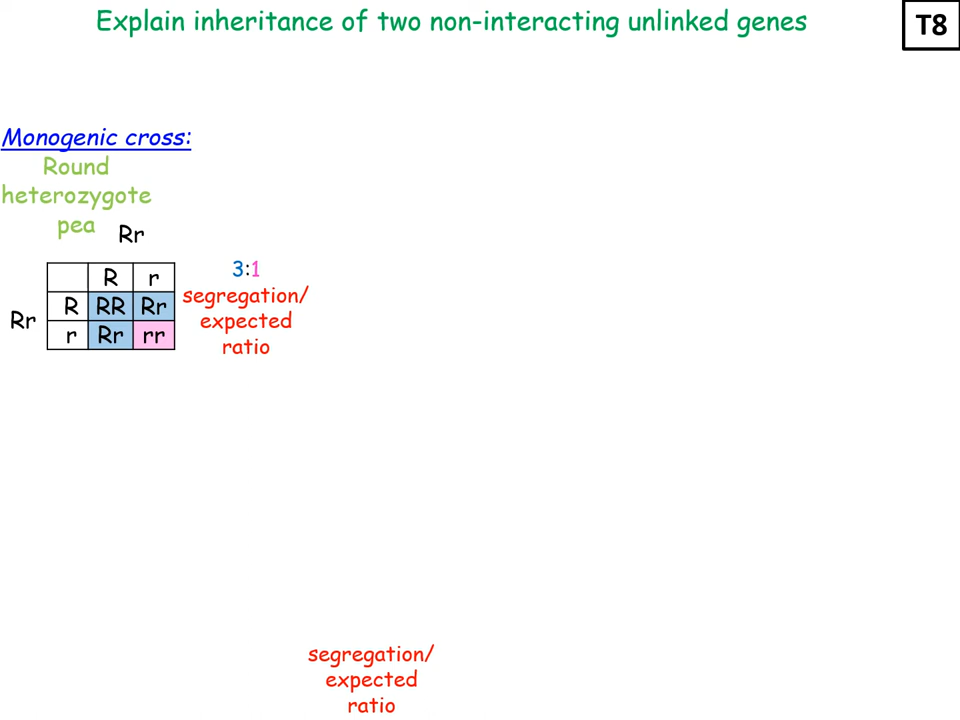 Explain inheritance of two non-interacting unlinked genes
T8
Monogenic cross:
Round
heterozygote
pea
Rr
R r
R RR Rr
Rr
r Rr rr
3:1
segregation/
expected
ratio
segregation/
expected
ratio